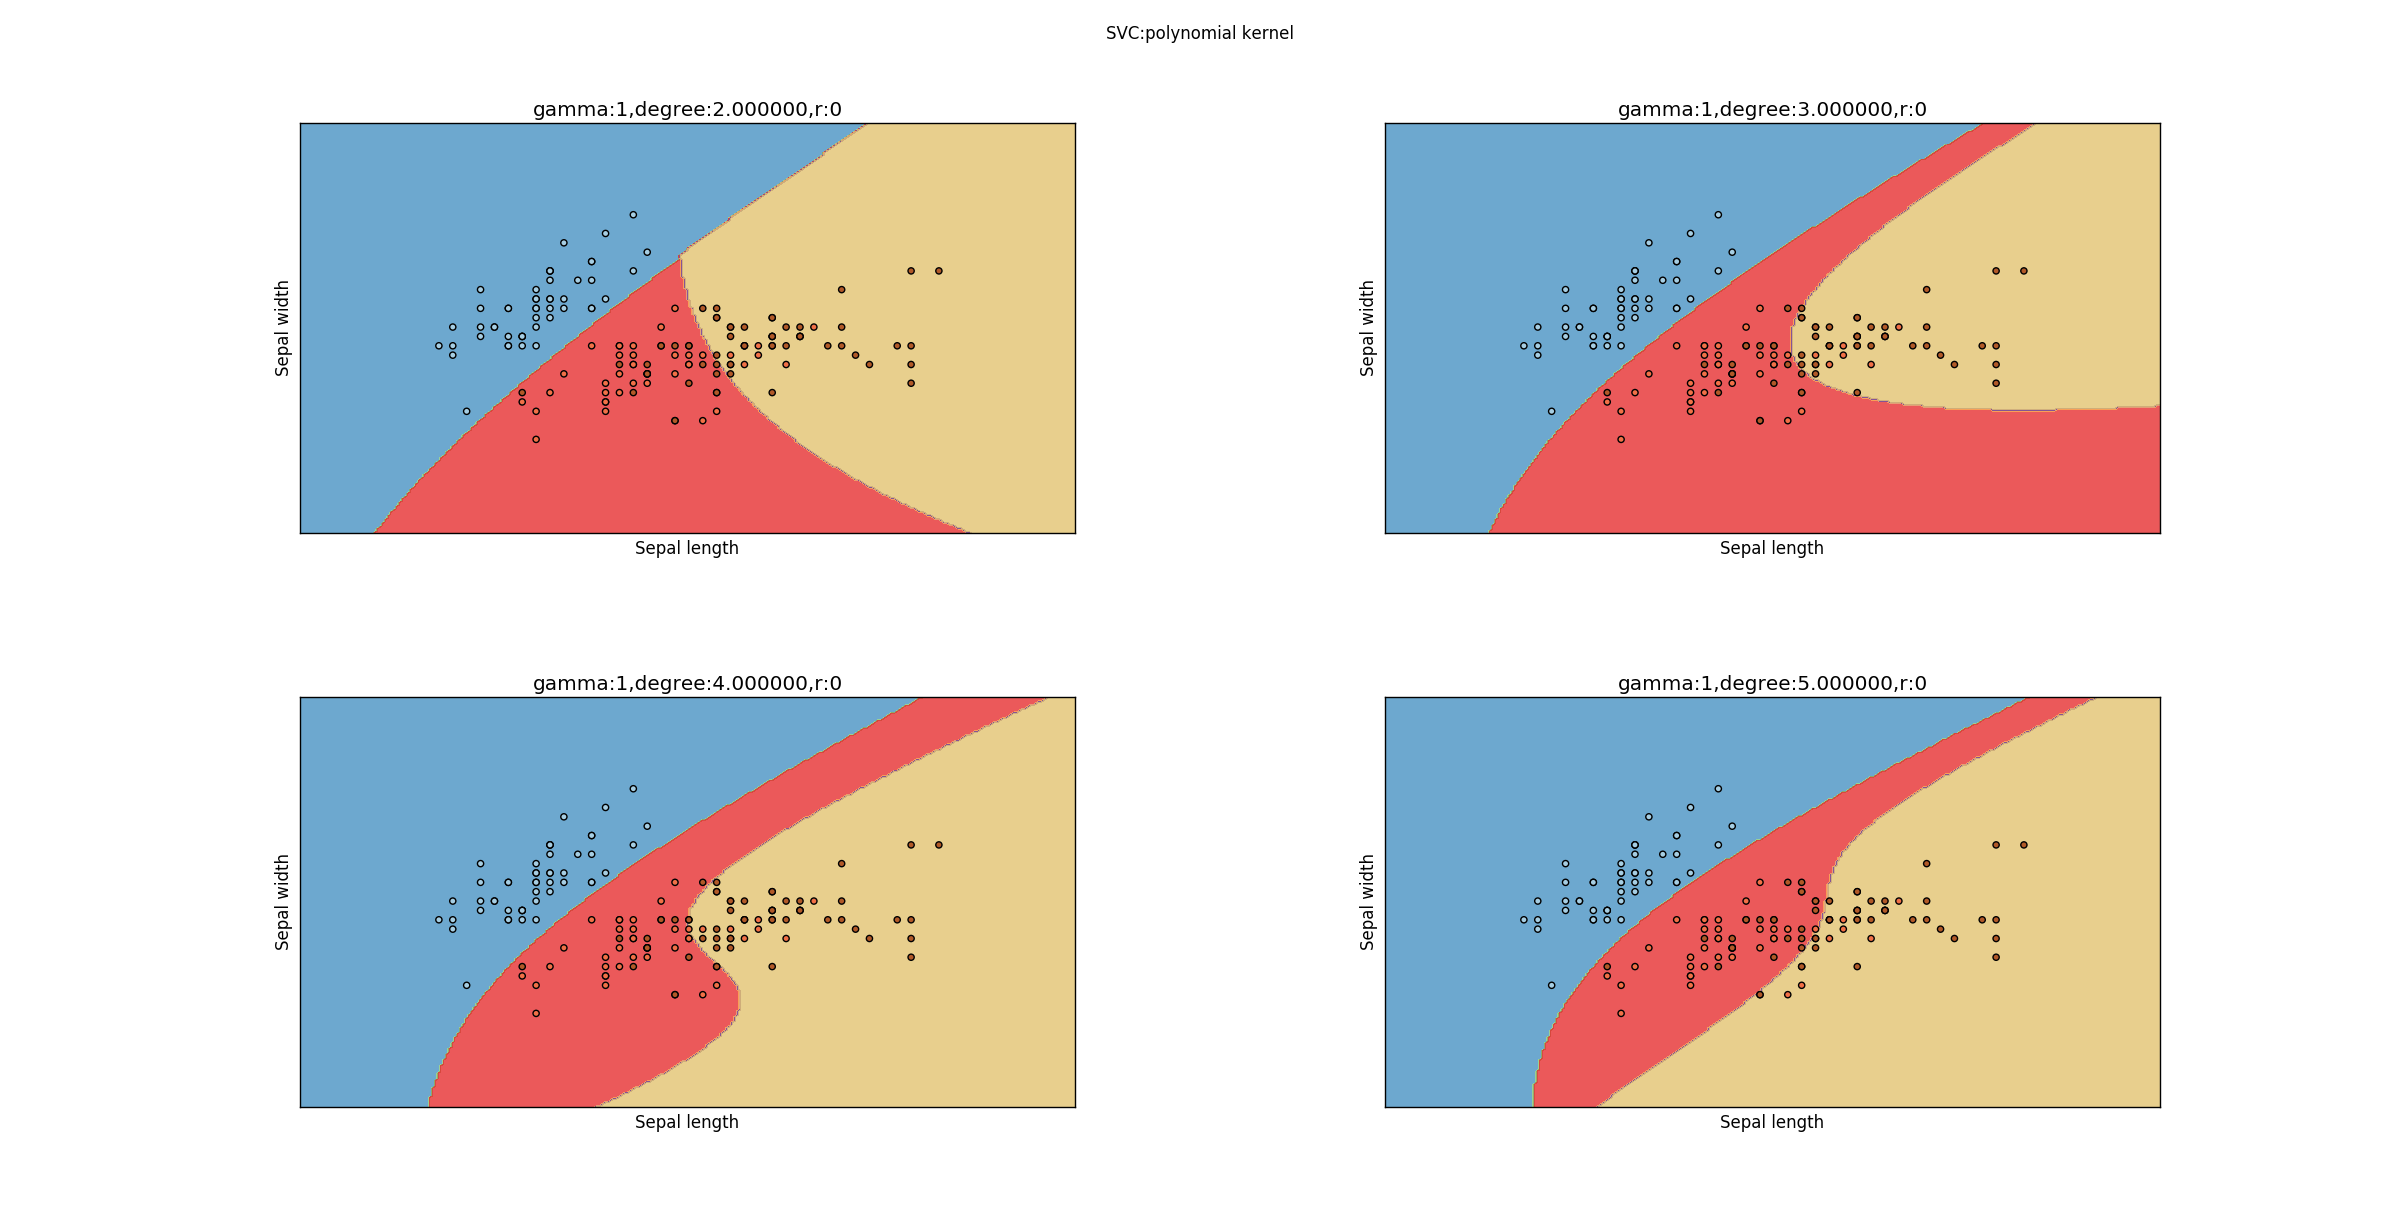 SVC:polynomial kernel
gamma:1,degree:2.000000,r:0
Sepal width
Sepal length
gamma:1,degree:3.000000,r:0
Sepal width
Sepal length
gamma:1,degree:4.000000,r:0
Sepal width
Sepal length
gamma:1,degree:5.000000,r:0
Sepal width
Sepal length